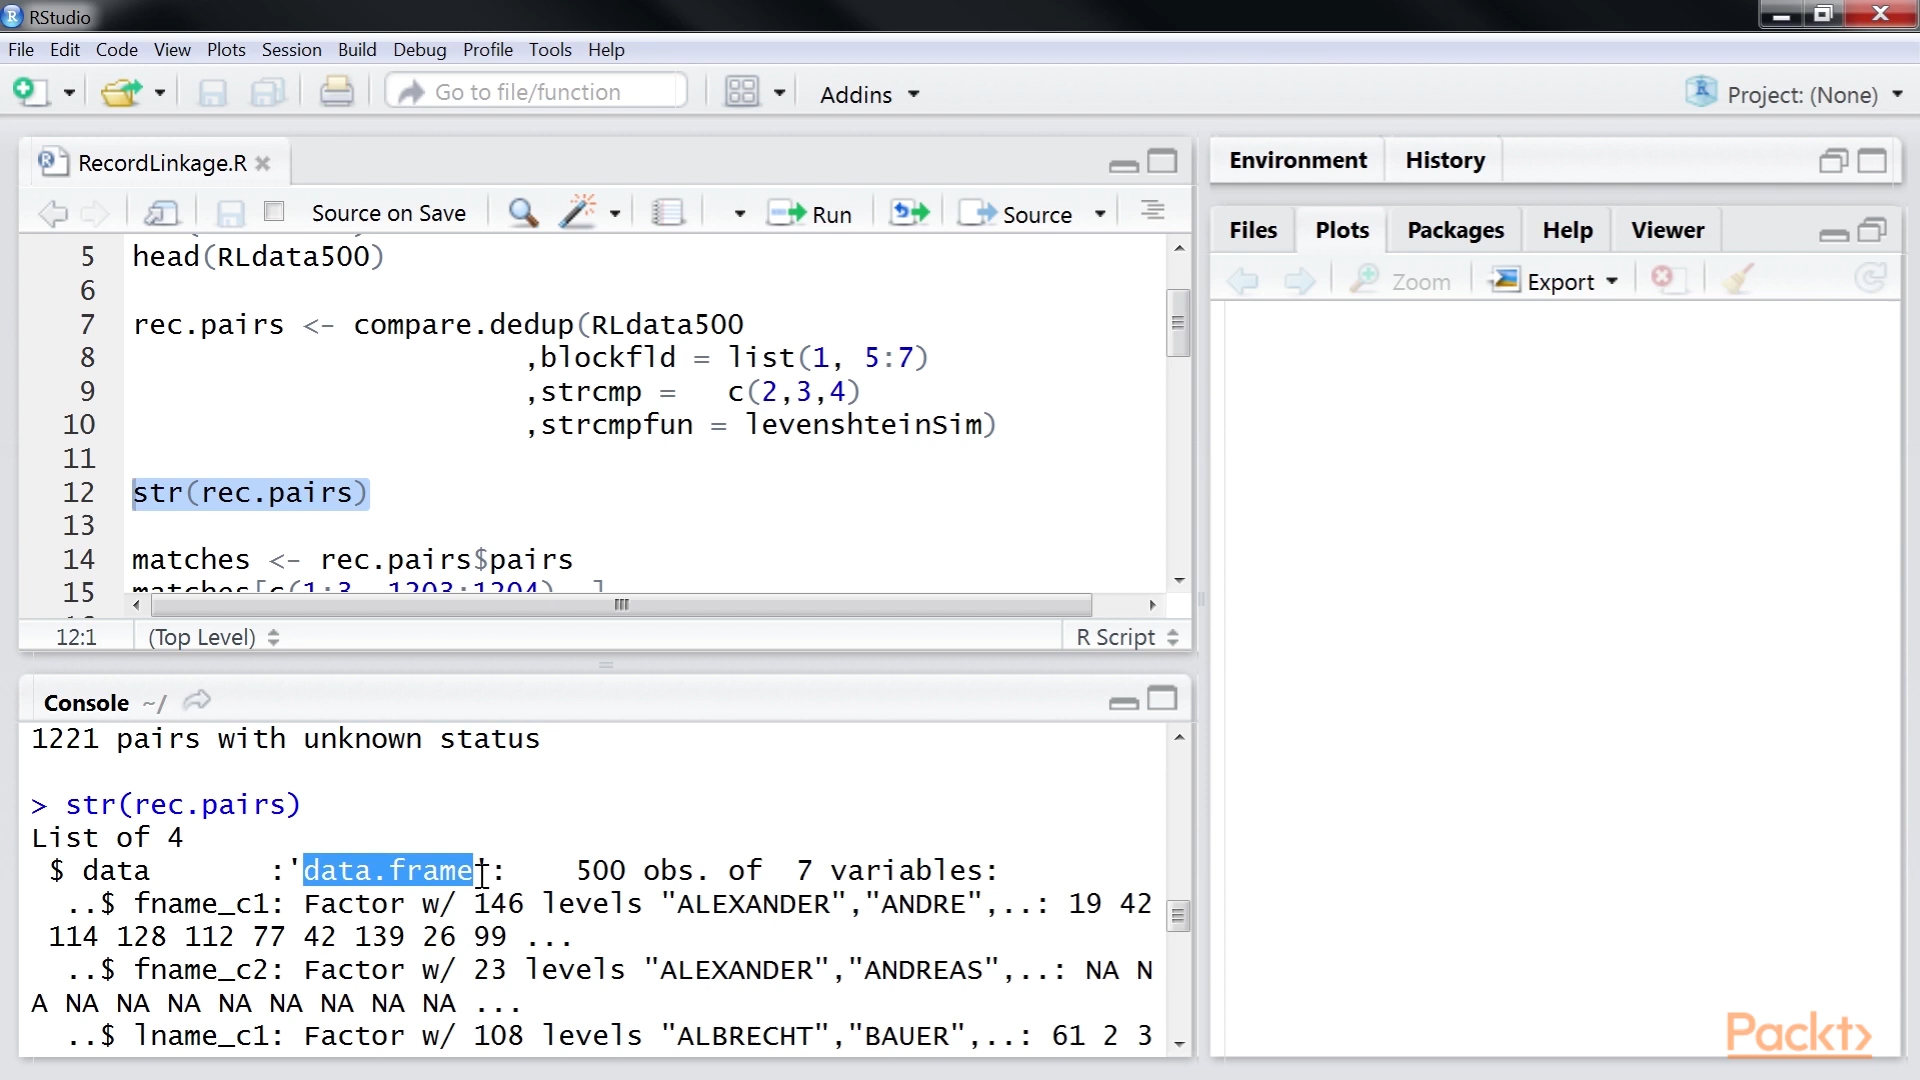 RStudio
File Edit Code View Plots Session Build Debug Profile Tools Help
Go to file/function Addins Project: (None)
RecordLinkage.R
Source on Save Run Source
5 head(RLdata500)
6
7 rec.pairs <- compare.dedup(RLdata500
8 ,blockfld = list(1, 5:7)
9 ,strcmp = c(2,3,4)
10 ,strcmpfun = levenshteinSim)
11
12 str(rec.pairs)
13
14 matches <- rec.pairs$pairs
15 matches[c(1:3, 1203:1204), ]
12:1 (Top Level) R Script
Console ~/
1221 pairs with unknown status
> str(rec.pairs)
List of 4
$ data :'data.frame': 500 obs. of 7 variables:
..$ fname_c1: Factor w/ 146 levels "ALEXANDER","ANDRE",..: 19 42
114 128 112 77 42 139 26 99 ...
..$ fname_c2: Factor w/ 23 levels "ALEXANDER","ANDREAS",..: NA N
A NA NA NA NA NA NA NA NA ...
..$ lname_c1: Factor w/ 108 levels "ALBRECHT","BAUER",..: 61 2 3
Environment History
Files Plots Packages Help Viewer
Zoom Export
Packt>